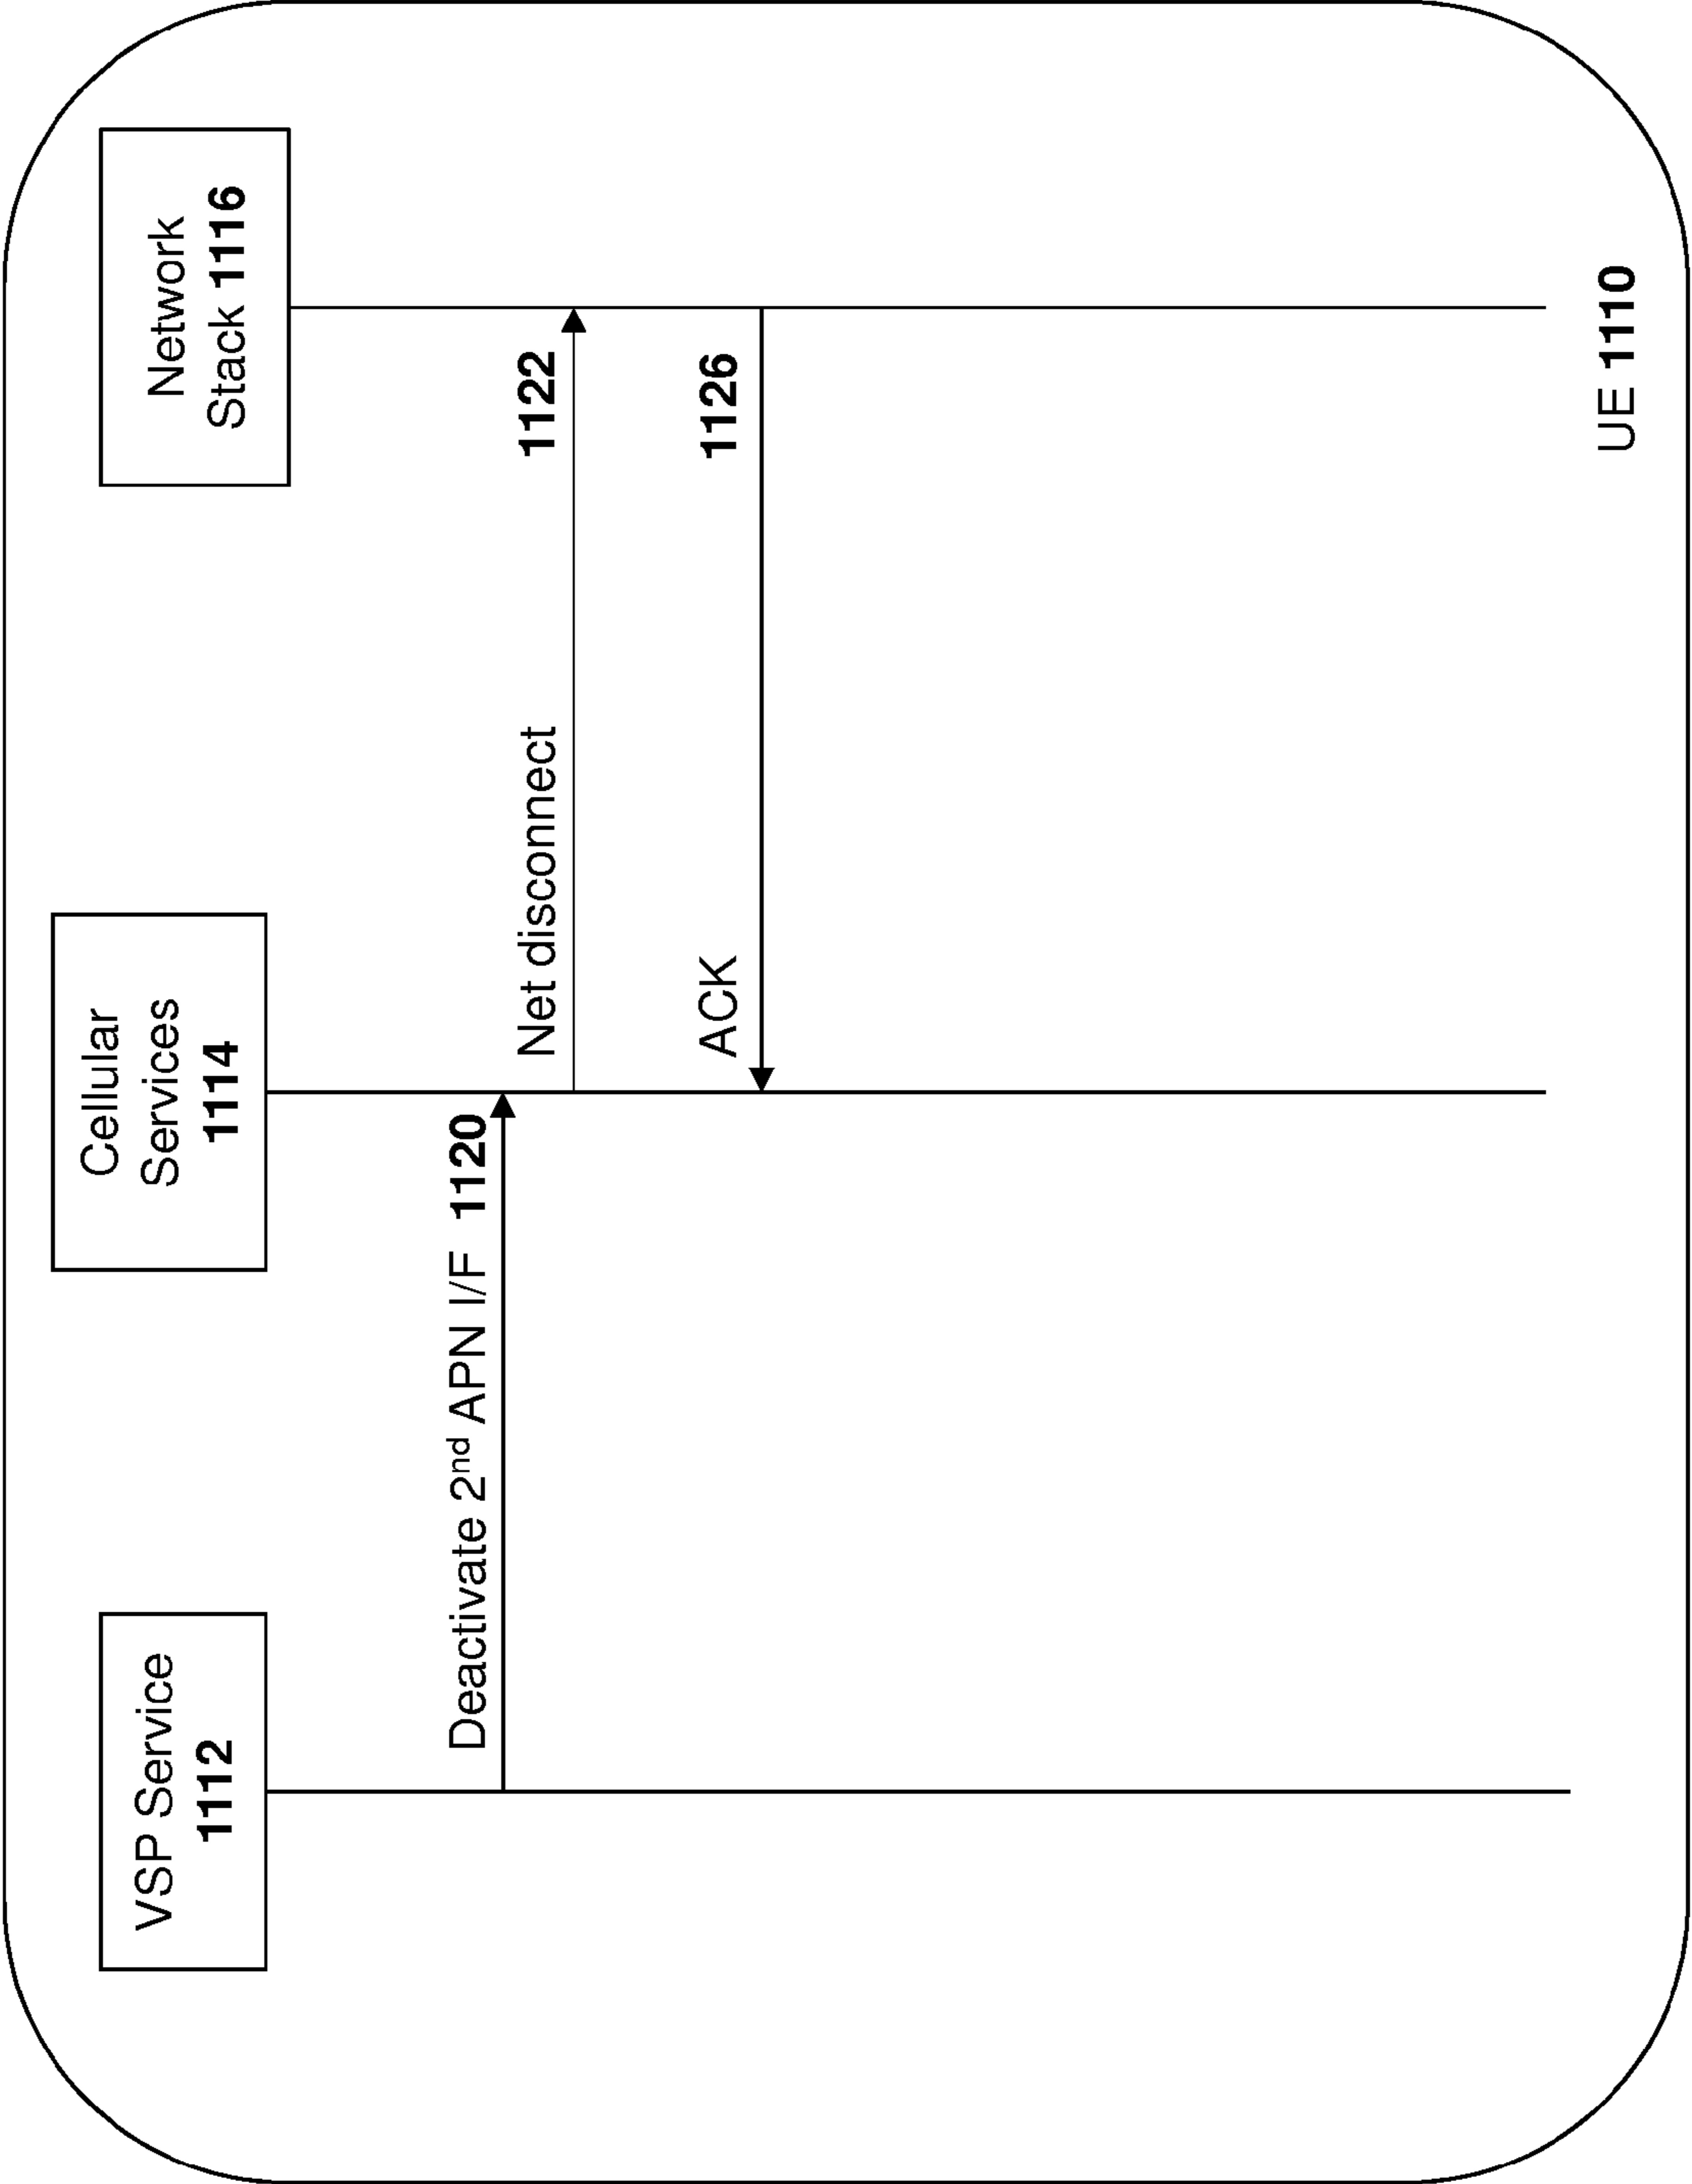 VSP Service
1112
Cellular
Services
1114
Network
Stack 1116
Deactivate 2nd APN I/F 1120
Net disconnect 1122
ACK 1126
UE 1110